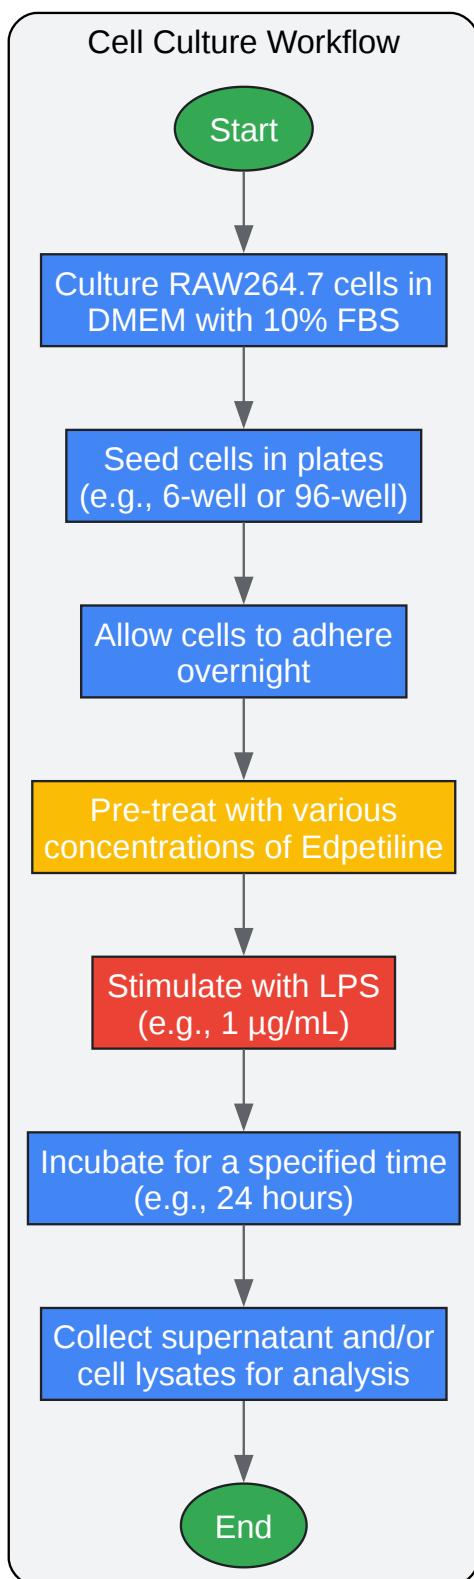 Cell Culture Workflow
Start
Culture RAW264.7 cells in
DMEM with 10% FBS
Seed cells in plates
(e.g., 6-well or 96-well)
Allow cells to adhere
overnight
Pre-treat with various
concentrations of Edpetiline
Stimulate with LPS
(e.g., 1 µg/mL)
Incubate for a specified time
(e.g., 24 hours)
Collect supernatant and/or
cell lysates for analysis
End